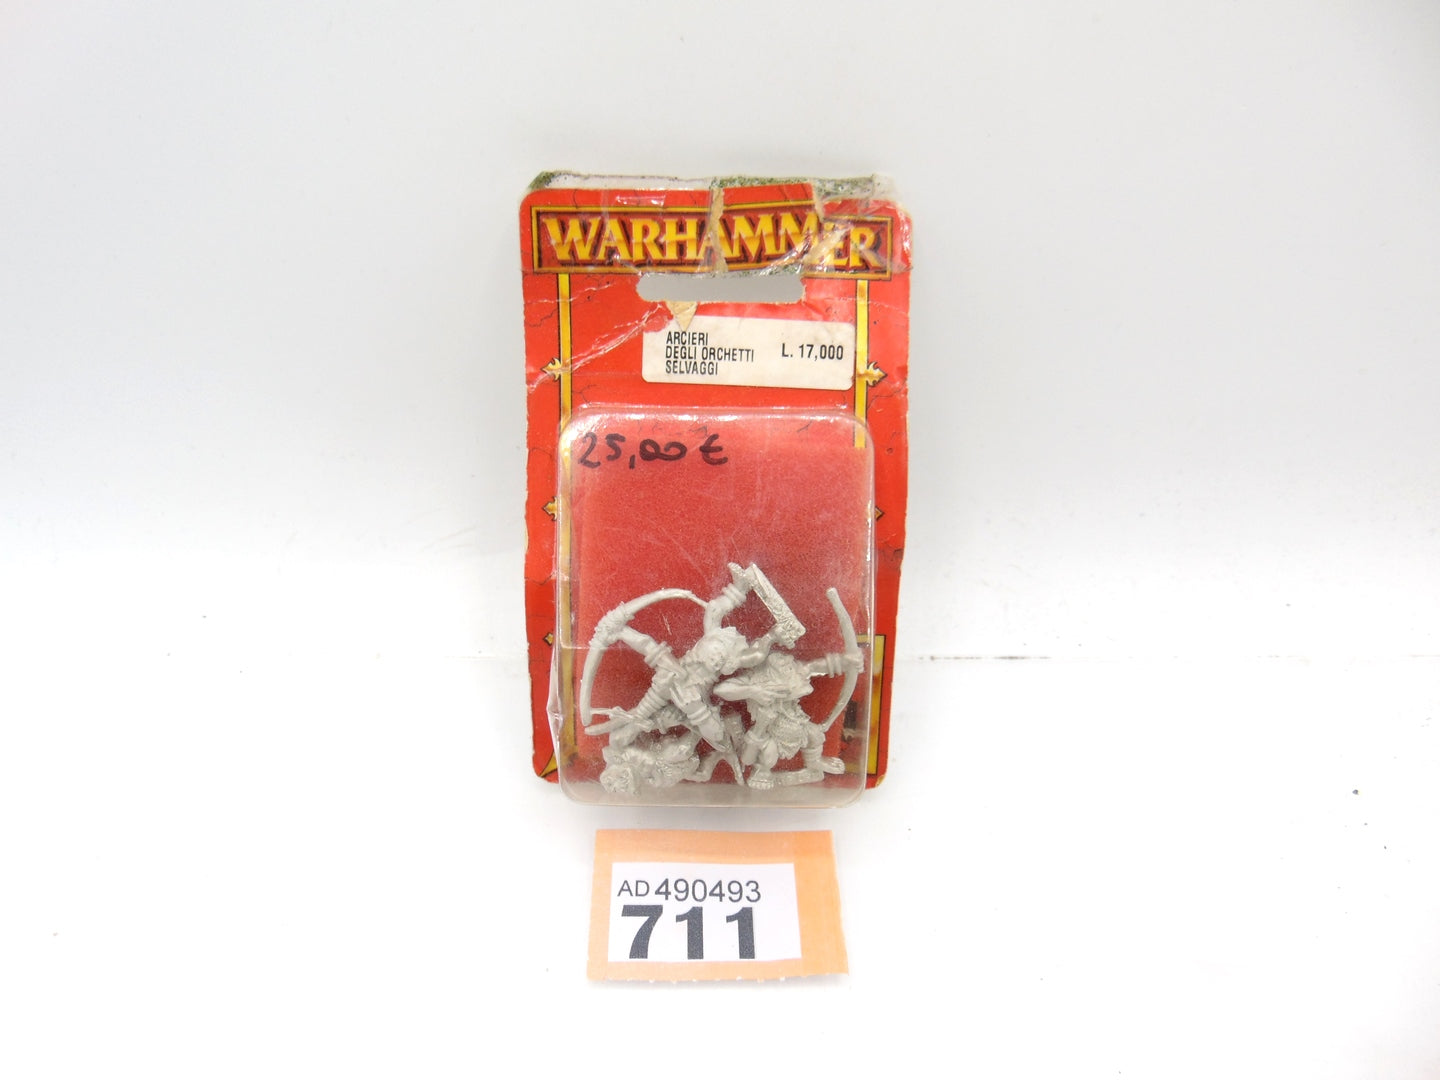 WARHAMMER
ARCIERI
DEGLI ORCHETTI
SELVAGGI
L. 17,000
25,00 €
AD 490493
711